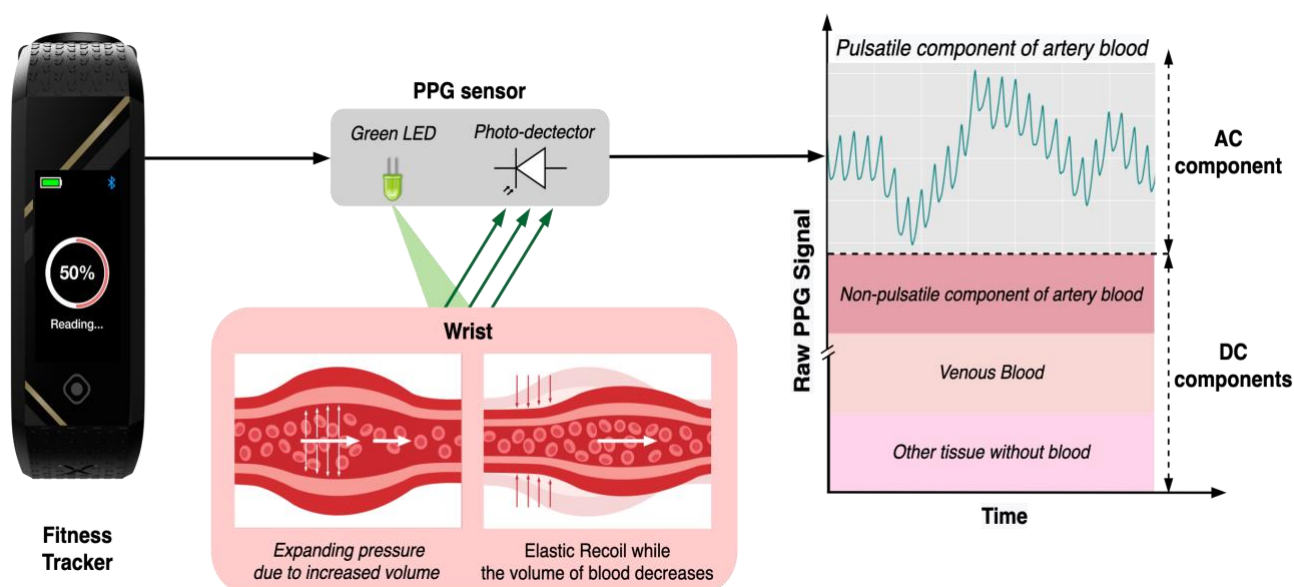 50%
Reading...
Fitness
Tracker
PPG sensor
Green LED
Photo-dectector
Wrist
Expanding pressure
due to increased volume
Elastic Recoil while
the volume of blood decreases
Raw PPG Signal
Pulsatile component of artery blood
Non-pulsatile component of artery blood
Venous Blood
Other tissue without blood
Time
AC
component
DC
components